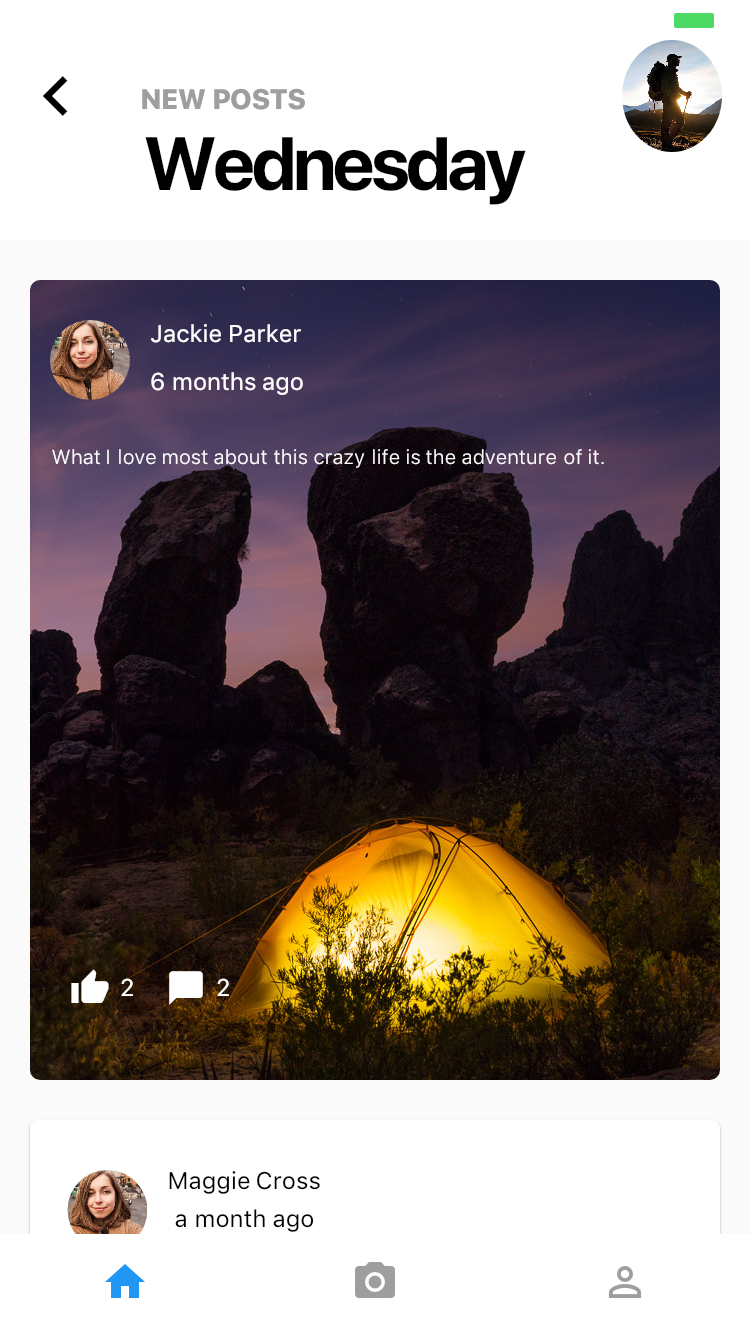 NEW POSTS
Wednesday
Jackie Parker
6 months ago
What I love most about this crazy life is the adventure of it.
2 2
Maggie Cross
a month ago